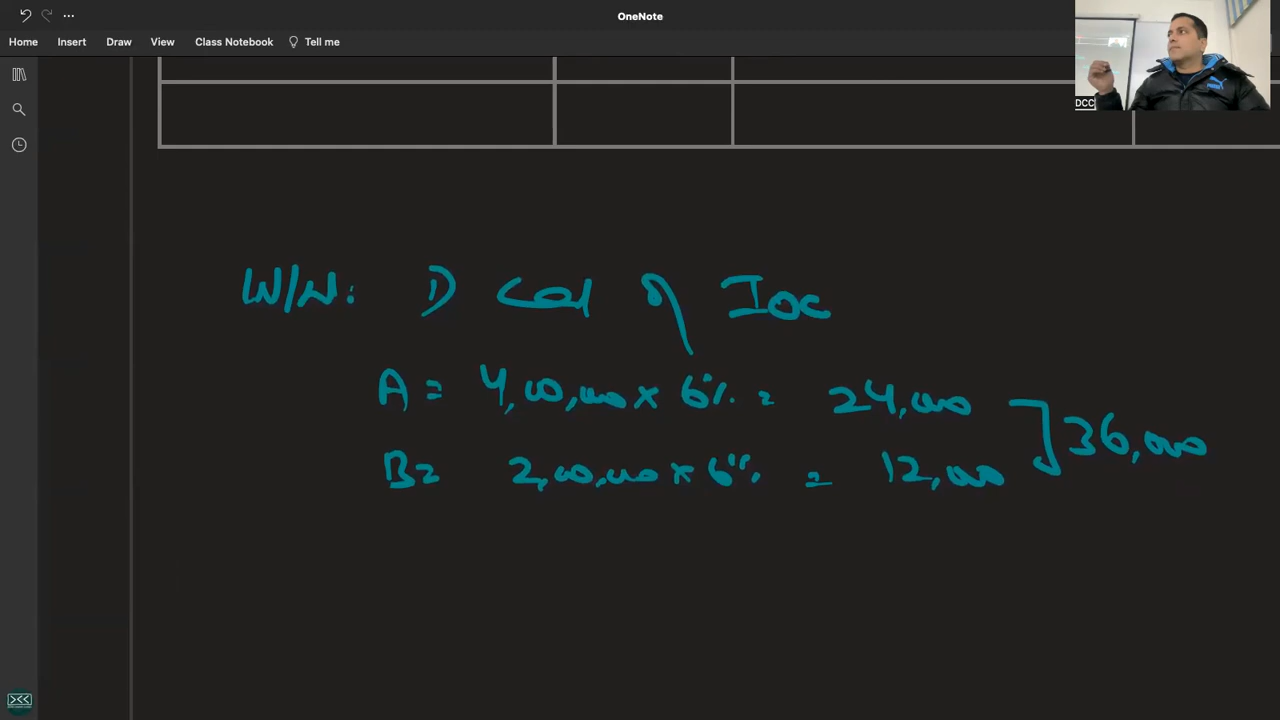 OneNote
Home Insert Draw View Class Notebook Tell me
DCC
W/N: 1) Cal of IOC
A = 4,00,000 x 6% = 24,000
B = 2,00,000 x 6% = 12,000
36,000